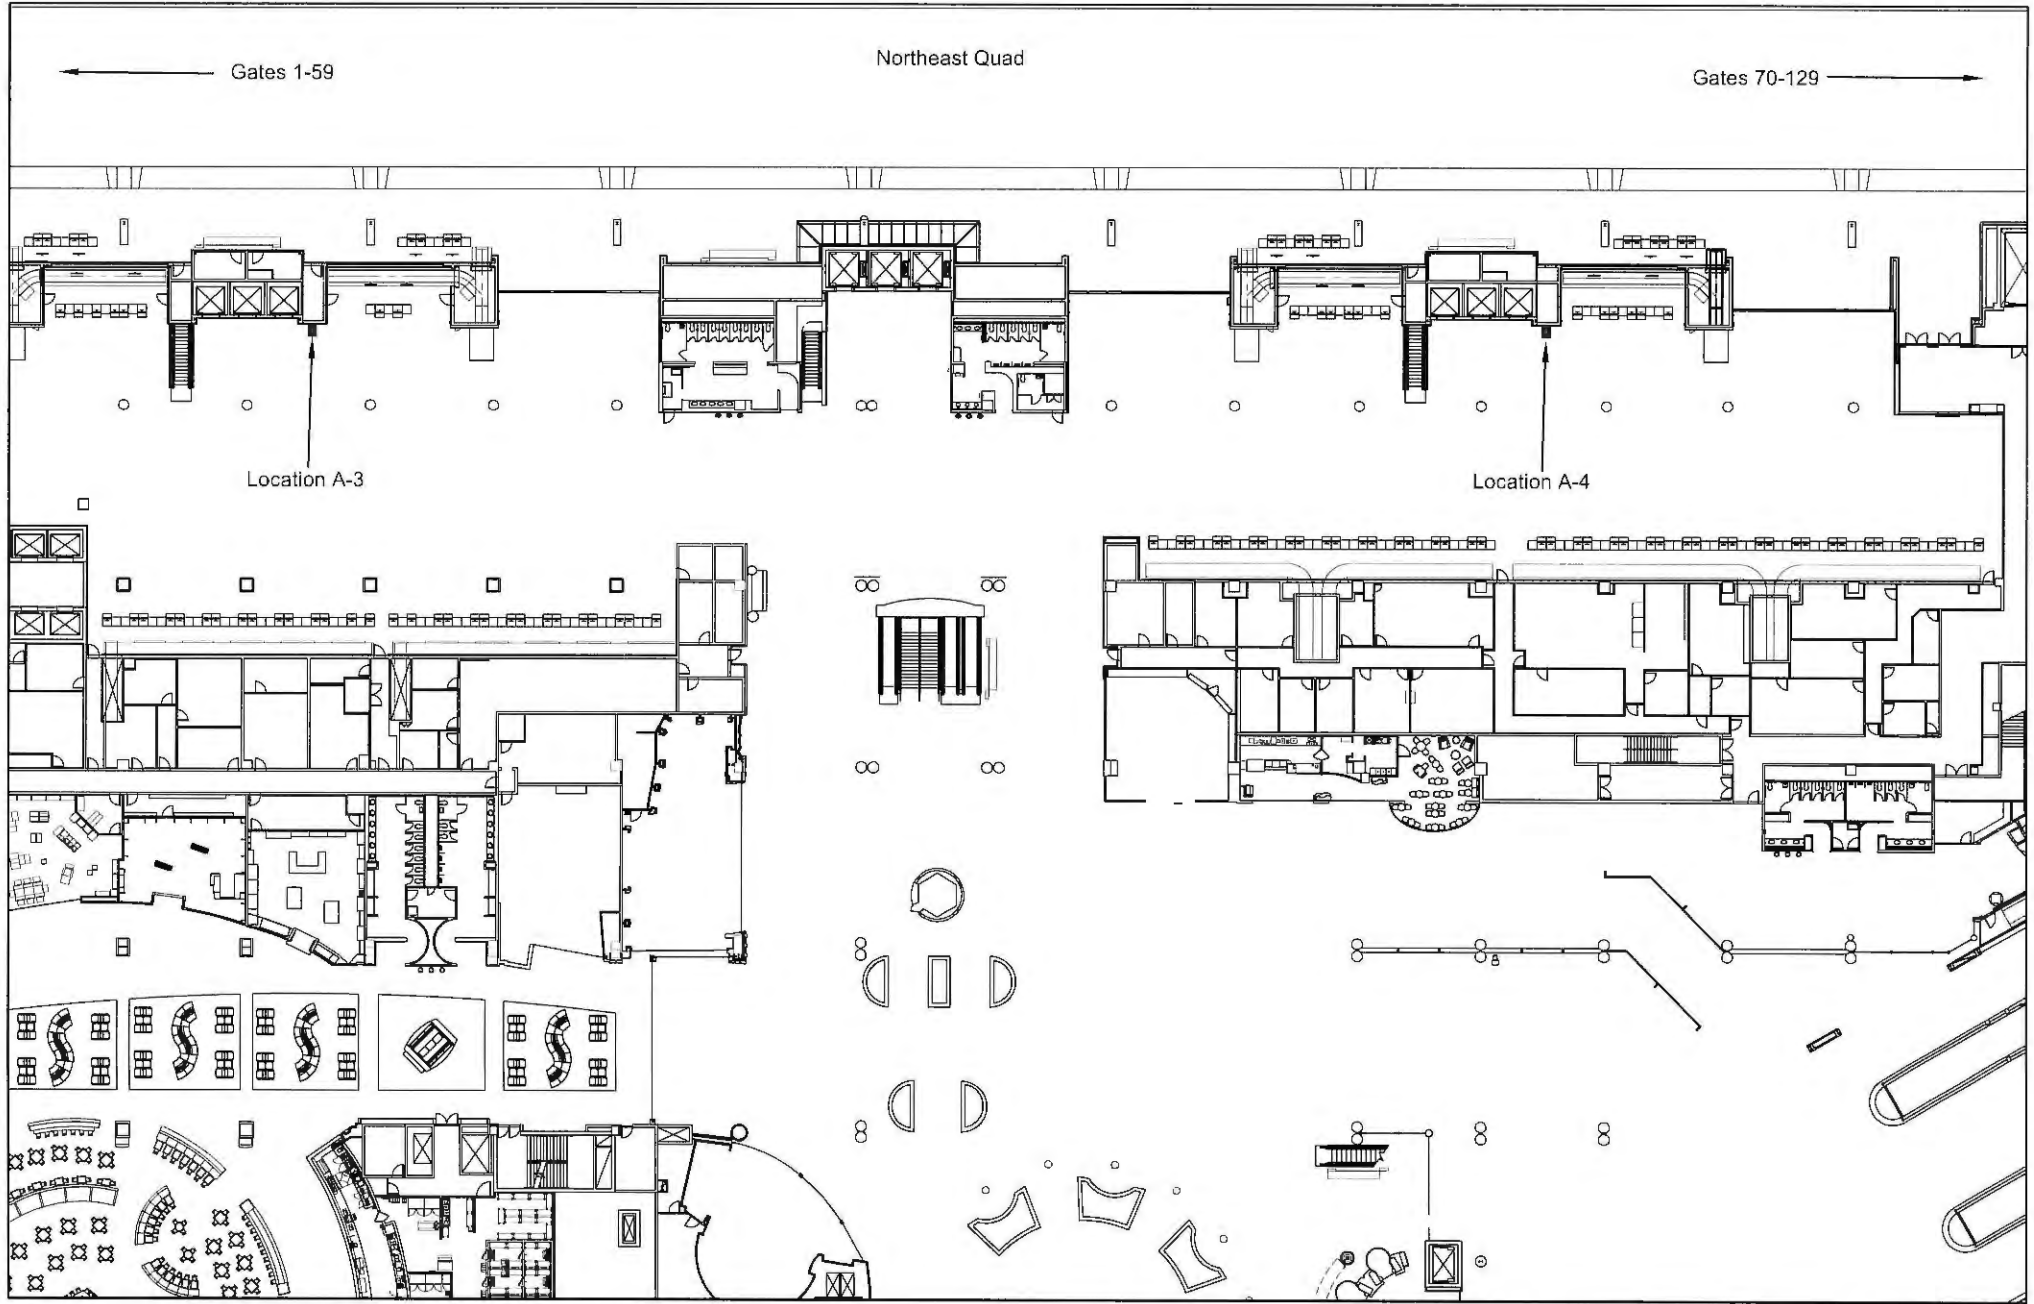 Northeast Quad
Gates 1-59
Gates 70-129
Location A-3
Location A-4